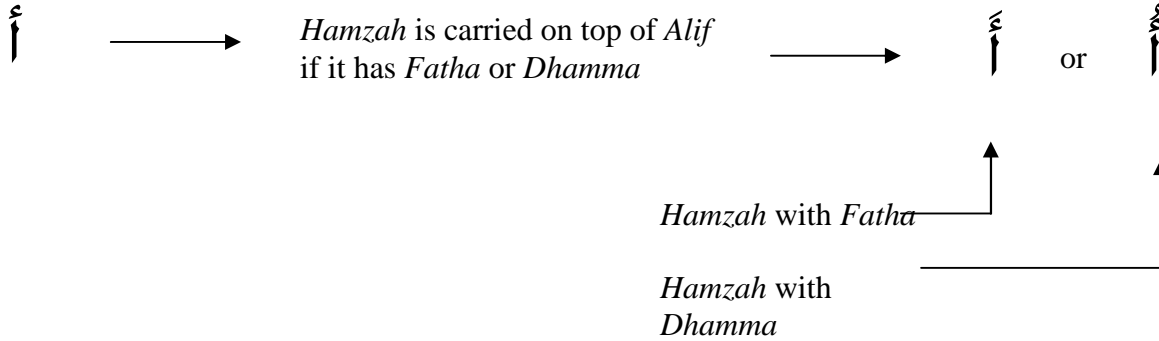 أ
Hamzah is carried on top of Alif
if it has Fatha or Dhamma
أَ or أُ
Hamzah with Fatha
Hamzah with
Dhamma